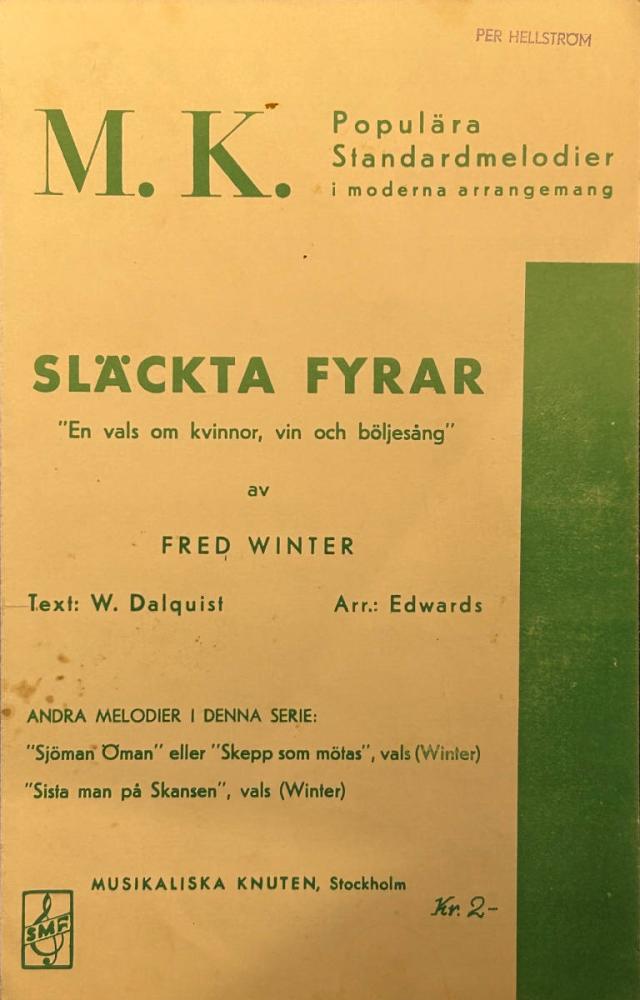 PER HELLSTRÖM
M. K.
Populära
Standardmelodier
i moderna arrangemang
SLÄCKTA FYRAR
"En vals om kvinnor, vin och böljesång"
av
FRED WINTER
Text: W. Dalquist Arr.: Edwards
ANDRA MELODIER I DENNA SERIE:
"Sjöman Öman" eller "Skepp som mötas", vals (Winter)
"Sista man på Skansen", vals (Winter)
MUSIKALISKA KNUTEN, Stockholm
Kr. 2-
SMF